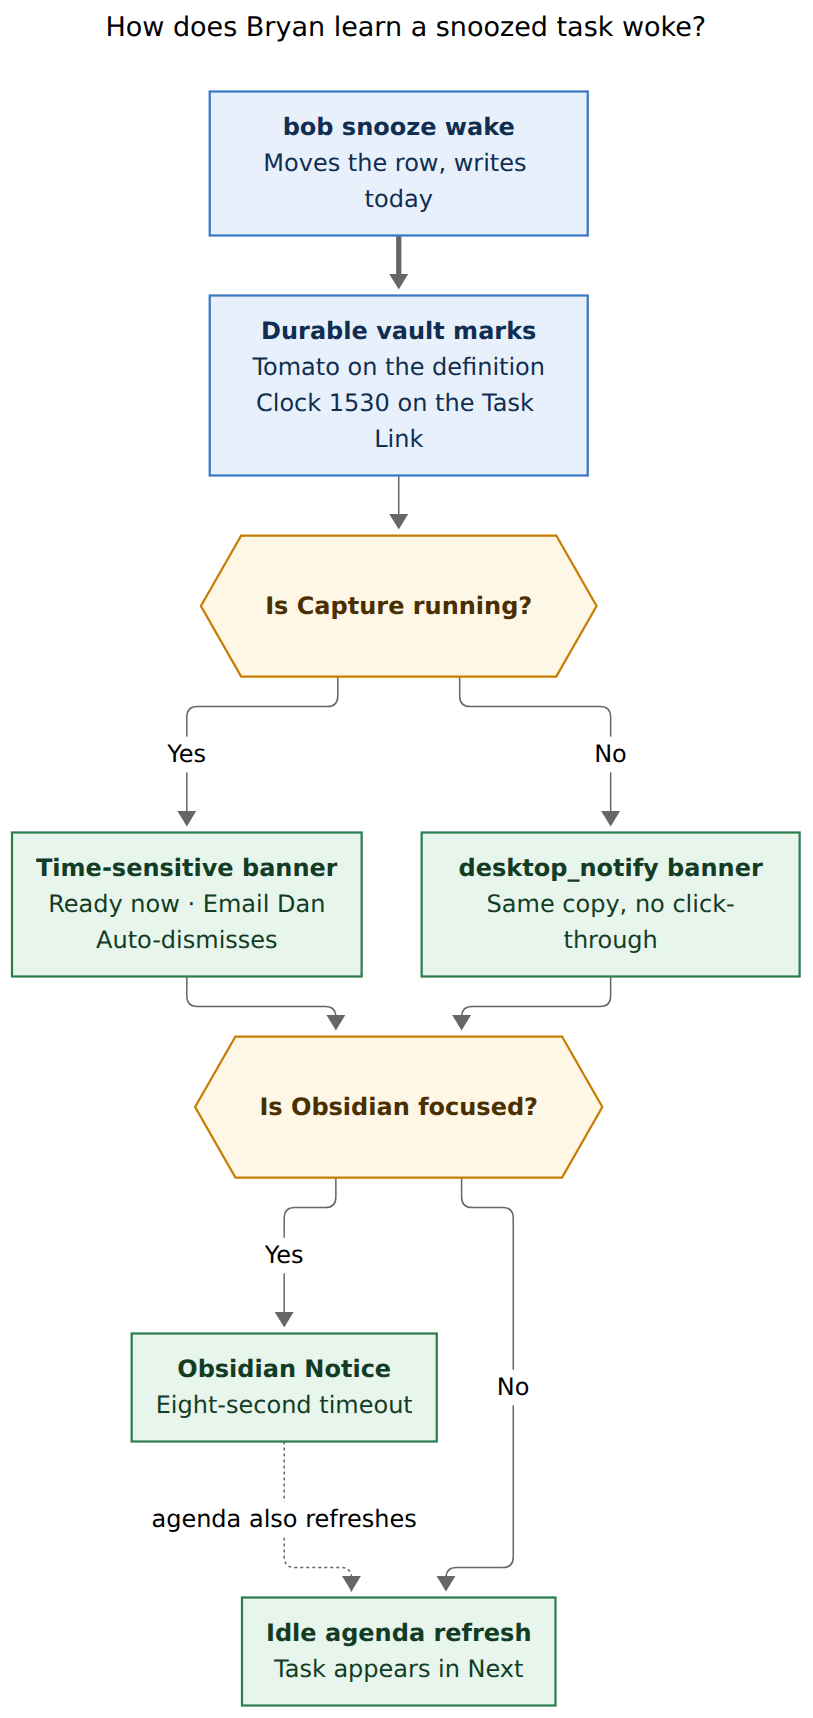 How does Bryan learn a snoozed task woke?
bob snooze wake
Moves the row, writes
today
Durable vault marks
Tomato on the definition
Clock 1530 on the Task
Link
Is Capture running?
Yes
No
Time-sensitive banner
Ready now · Email Dan
Auto-dismisses
desktop_notify banner
Same copy, no click-
through
Is Obsidian focused?
Yes
Obsidian Notice
Eight-second timeout
No
agenda also refreshes
Idle agenda refresh
Task appears in Next